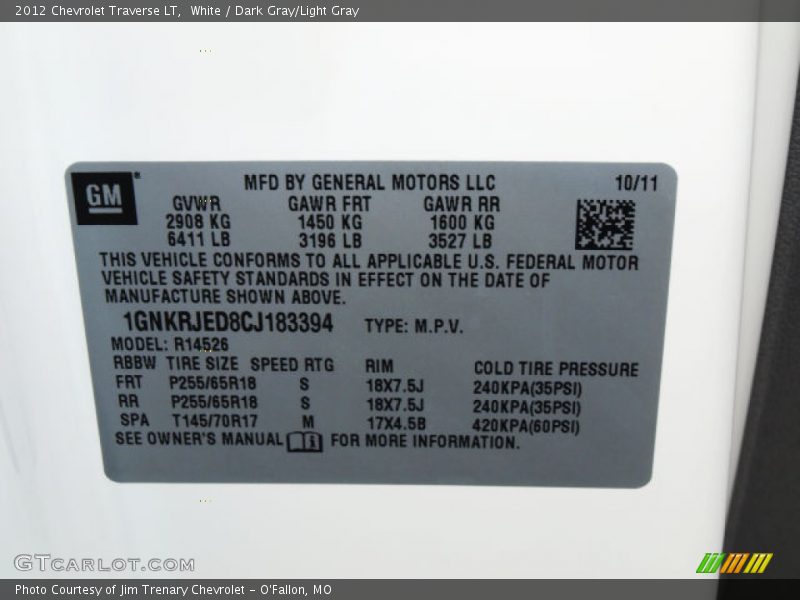 2012 Chevrolet Traverse LT,  White / Dark Gray/Light Gray
GM
MFD BY GENERAL MOTORS LLC 10/11
GVWR GAWR FRT GAWR RR
2908 KG 1450 KG 1600 KG
6411 LB 3196 LB 3527 LB
THIS VEHICLE CONFORMS TO ALL APPLICABLE U.S. FEDERAL MOTOR
VEHICLE SAFETY STANDARDS IN EFFECT ON THE DATE OF
MANUFACTURE SHOWN ABOVE.
1GNKRJED8CJ183394 TYPE: M.P.V.
MODEL: R14526
RBBW TIRE SIZE SPEED RTG RIM COLD TIRE PRESSURE
FRT P255/65R18 S 18X7.5J 240KPA(35PSI)
RR P255/65R18 S 18X7.5J 240KPA(35PSI)
SPA T145/70R17 M 17X4.5B 420KPA(60PSI)
SEE OWNER'S MANUAL FOR MORE INFORMATION.
GTCARLOT.COM
Photo Courtesy of Jim Trenary Chevrolet - O'Fallon, MO